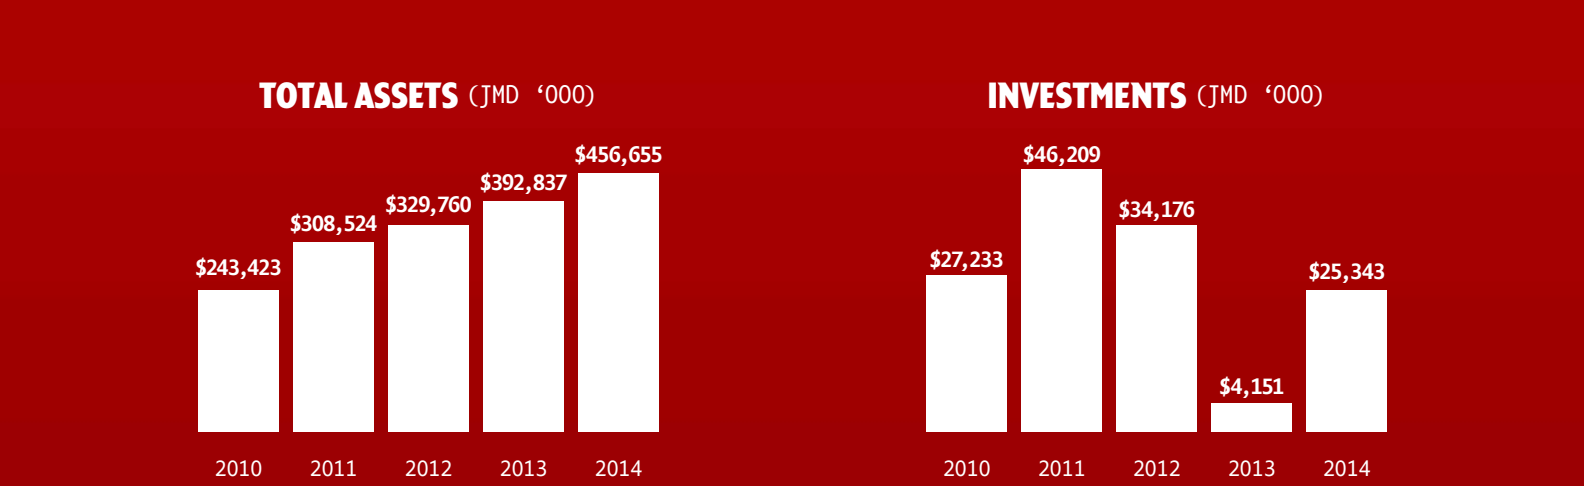 TOTAL ASSETS (JMD ‘000)
$243,423
$308,524
$329,760
$392,837
$456,655
2010 2011 2012 2013 2014
INVESTMENTS (JMD ‘000)
$27,233
$46,209
$34,176
$4,151
$25,343
2010 2011 2012 2013 2014